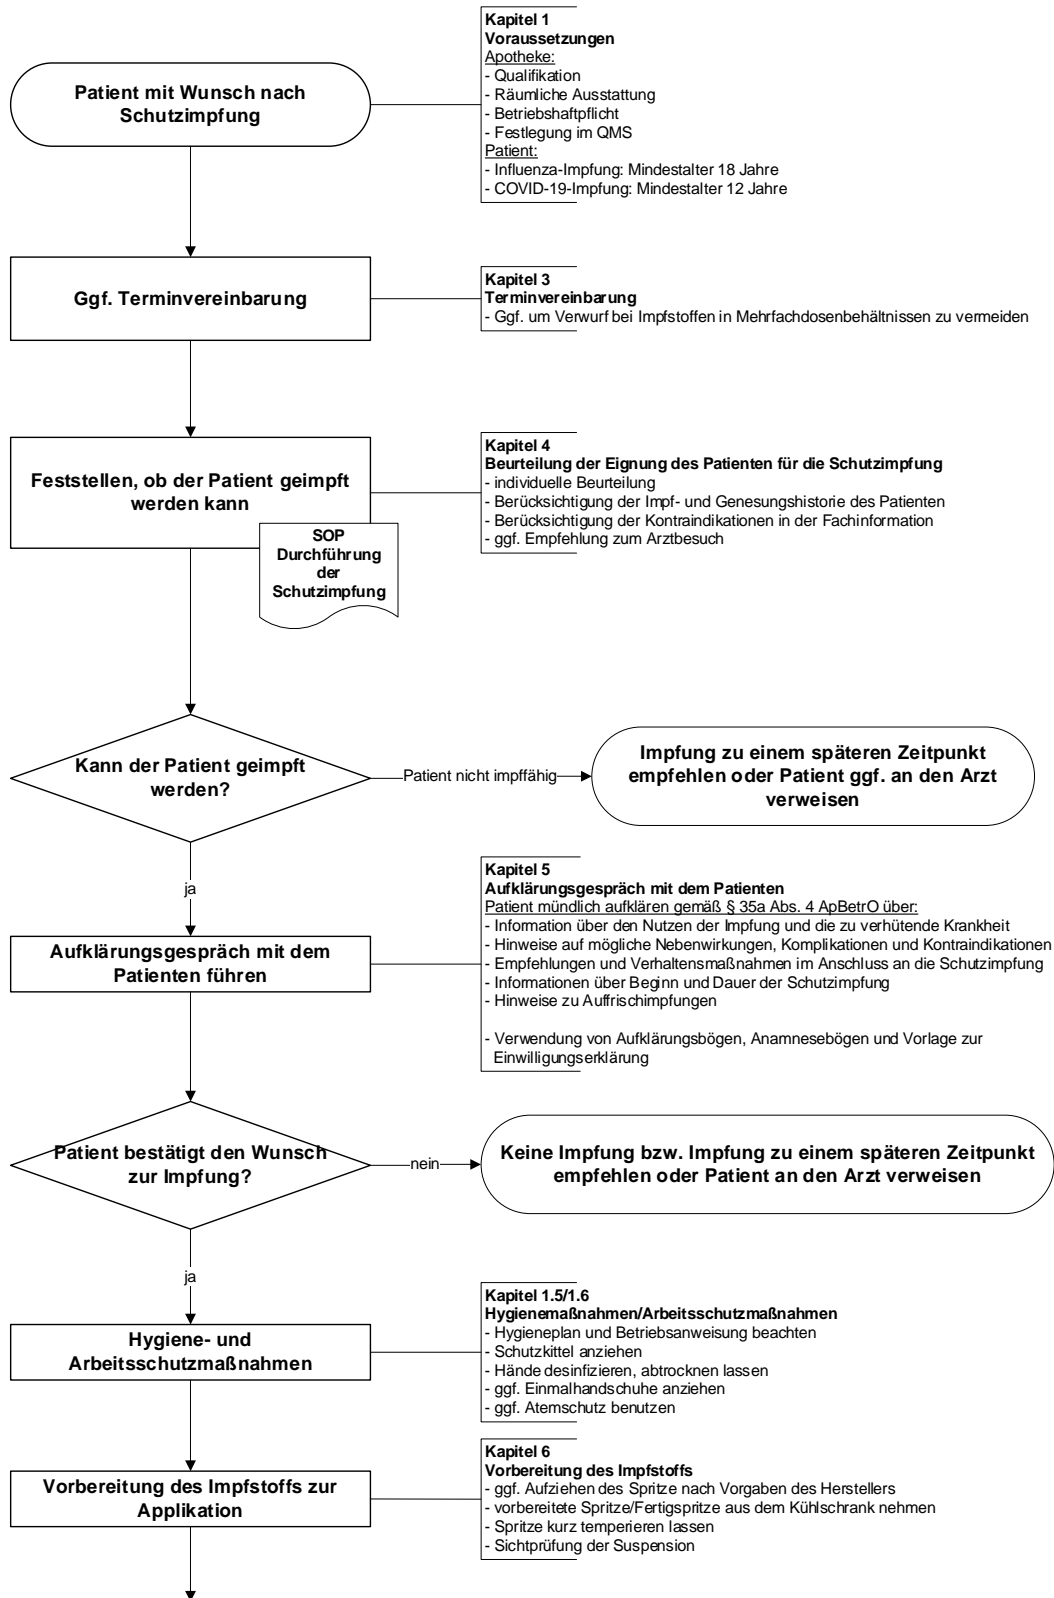 Kapitel 1
Voraussetzungen
Apotheke:
- Qualifikation
- Räumliche Ausstattung
- Betriebshaftpflicht
- Festlegung im QMS
Patient:
- Influenza-Impfung: Mindestalter 18 Jahre
- COVID-19-Impfung: Mindestalter 12 Jahre
Patient mit Wunsch nach
Schutzimpfung
Ggf. Terminvereinbarung
Kapitel 3
Terminvereinbarung
- Ggf. um Verwurf bei Impfstoffen in Mehrfachdosenbehältnissen zu vermeiden
Feststellen, ob der Patient geimpft
werden kann
SOP
Durchführung
der
Schutzimpfung
Kapitel 4
Beurteilung der Eignung des Patienten für die Schutzimpfung
- individuelle Beurteilung
- Berücksichtigung der Impf- und Genesungshistorie des Patienten
- Berücksichtigung der Kontraindikationen in der Fachinformation
- ggf. Empfehlung zum Arztbesuch
Kann der Patient geimpft
werden?
Patient nicht impffähig
Impfung zu einem späteren Zeitpunkt
empfehlen oder Patient ggf. an den Arzt
verweisen
ja
Aufklärungsgespräch mit dem
Patienten führen
Kapitel 5
Aufklärungsgespräch mit dem Patienten
Patient mündlich aufklären gemäß § 35a Abs. 4 ApBetrO über:
- Information über den Nutzen der Impfung und die zu verhütende Krankheit
- Hinweise auf mögliche Nebenwirkungen, Komplikationen und Kontraindikationen
- Empfehlungen und Verhaltensmaßnahmen im Anschluss an die Schutzimpfung
- Informationen über Beginn und Dauer der Schutzimpfung
- Hinweise zu Auffrischimpfungen
- Verwendung von Aufklärungsbögen, Anamnesebögen und Vorlage zur
Einwilligungserklärung
Patient bestätigt den Wunsch
zur Impfung?
nein
Keine Impfung bzw. Impfung zu einem späteren Zeitpunkt
empfehlen oder Patient an den Arzt verweisen
ja
Hygiene- und
Arbeitsschutzmaßnahmen
Kapitel 1.5/1.6
Hygienemaßnahmen/Arbeitsschutzmaßnahmen
- Hygieneplan und Betriebsanweisung beachten
- Schutzkittel anziehen
- Hände desinfizieren, abtrocknen lassen
- ggf. Einmalhandschuhe anziehen
- ggf. Atemschutz benutzen
Vorbereitung des Impfstoffs zur
Applikation
Kapitel 6
Vorbereitung des Impfstoffs
- ggf. Aufziehen des Spritze nach Vorgaben des Herstellers
- vorbereitete Spritze/Fertigspritze aus dem Kühlschrank nehmen
- Spritze kurz temperieren lassen
- Sichtprüfung der Suspension